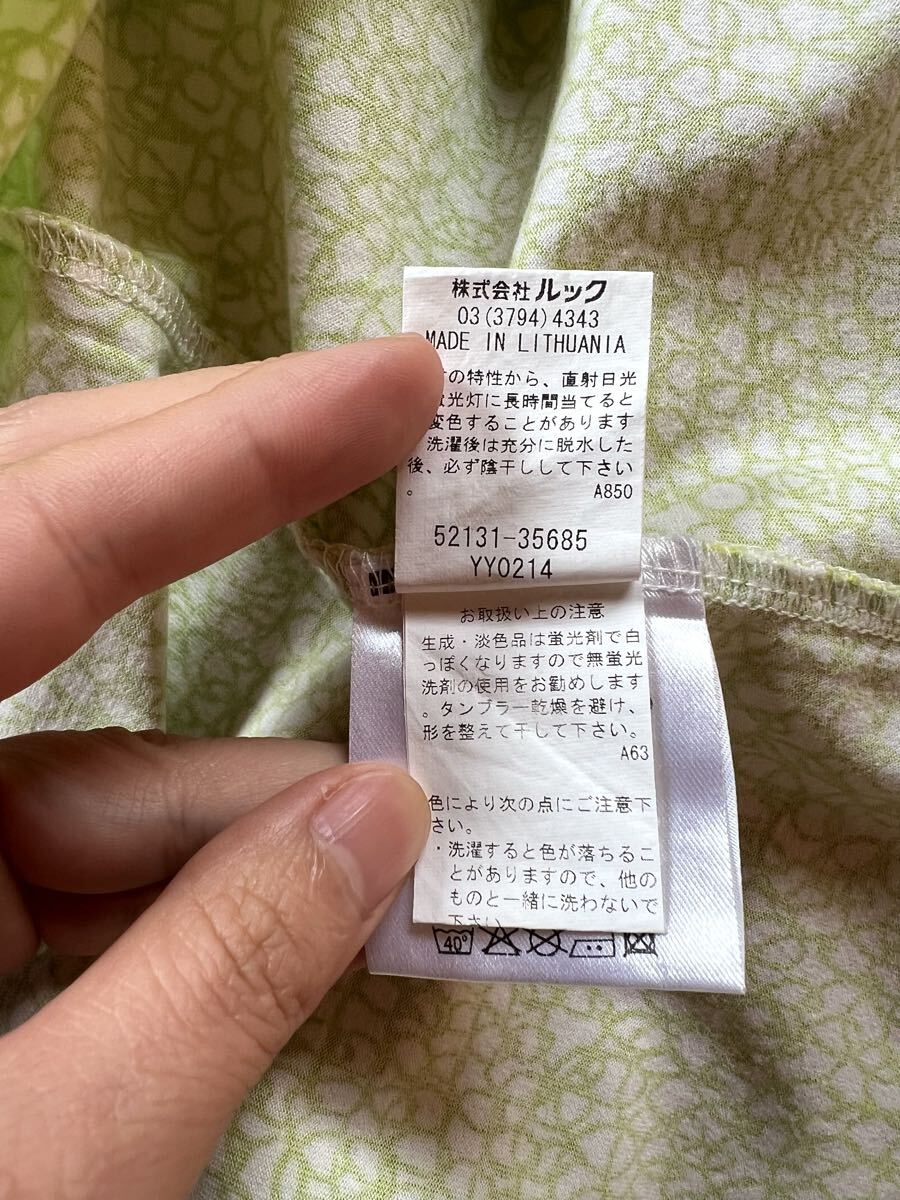 株式会社 ルック
03(3794)4343
MADE IN LITHUANIA
の特性から、直射日光
光灯に長時間当てると
変色することがあります
洗濯後は充分に脱水した
後、必ず陰干しして下さい
。
A850
52131-35685
YY0214
お取扱い上の注意
生成・淡色品は蛍光剤で白
っぽくなりますので無蛍光
洗剤の使用をお勧めします
。タンブラー乾燥を避け、
形を整えて干して下さい。
A63
色により次の点にご注意下
さい。
・洗濯すると色が落ちるこ
とがありますので、他の
ものと一緒に洗わないで
下さい
40°